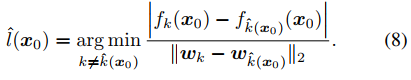 $$\hat{l}(\boldsymbol{x}_0) = \underset{k \neq \hat{k}(\boldsymbol{x}_0)}{\arg\min} \frac{\left| f_k(\boldsymbol{x}_0) - f_{\hat{k}(\boldsymbol{x}_0)}(\boldsymbol{x}_0) \right|}{\|\boldsymbol{w}_k - \boldsymbol{w}_{\hat{k}(\boldsymbol{x}_0)}\|_2}. \quad (8)$$